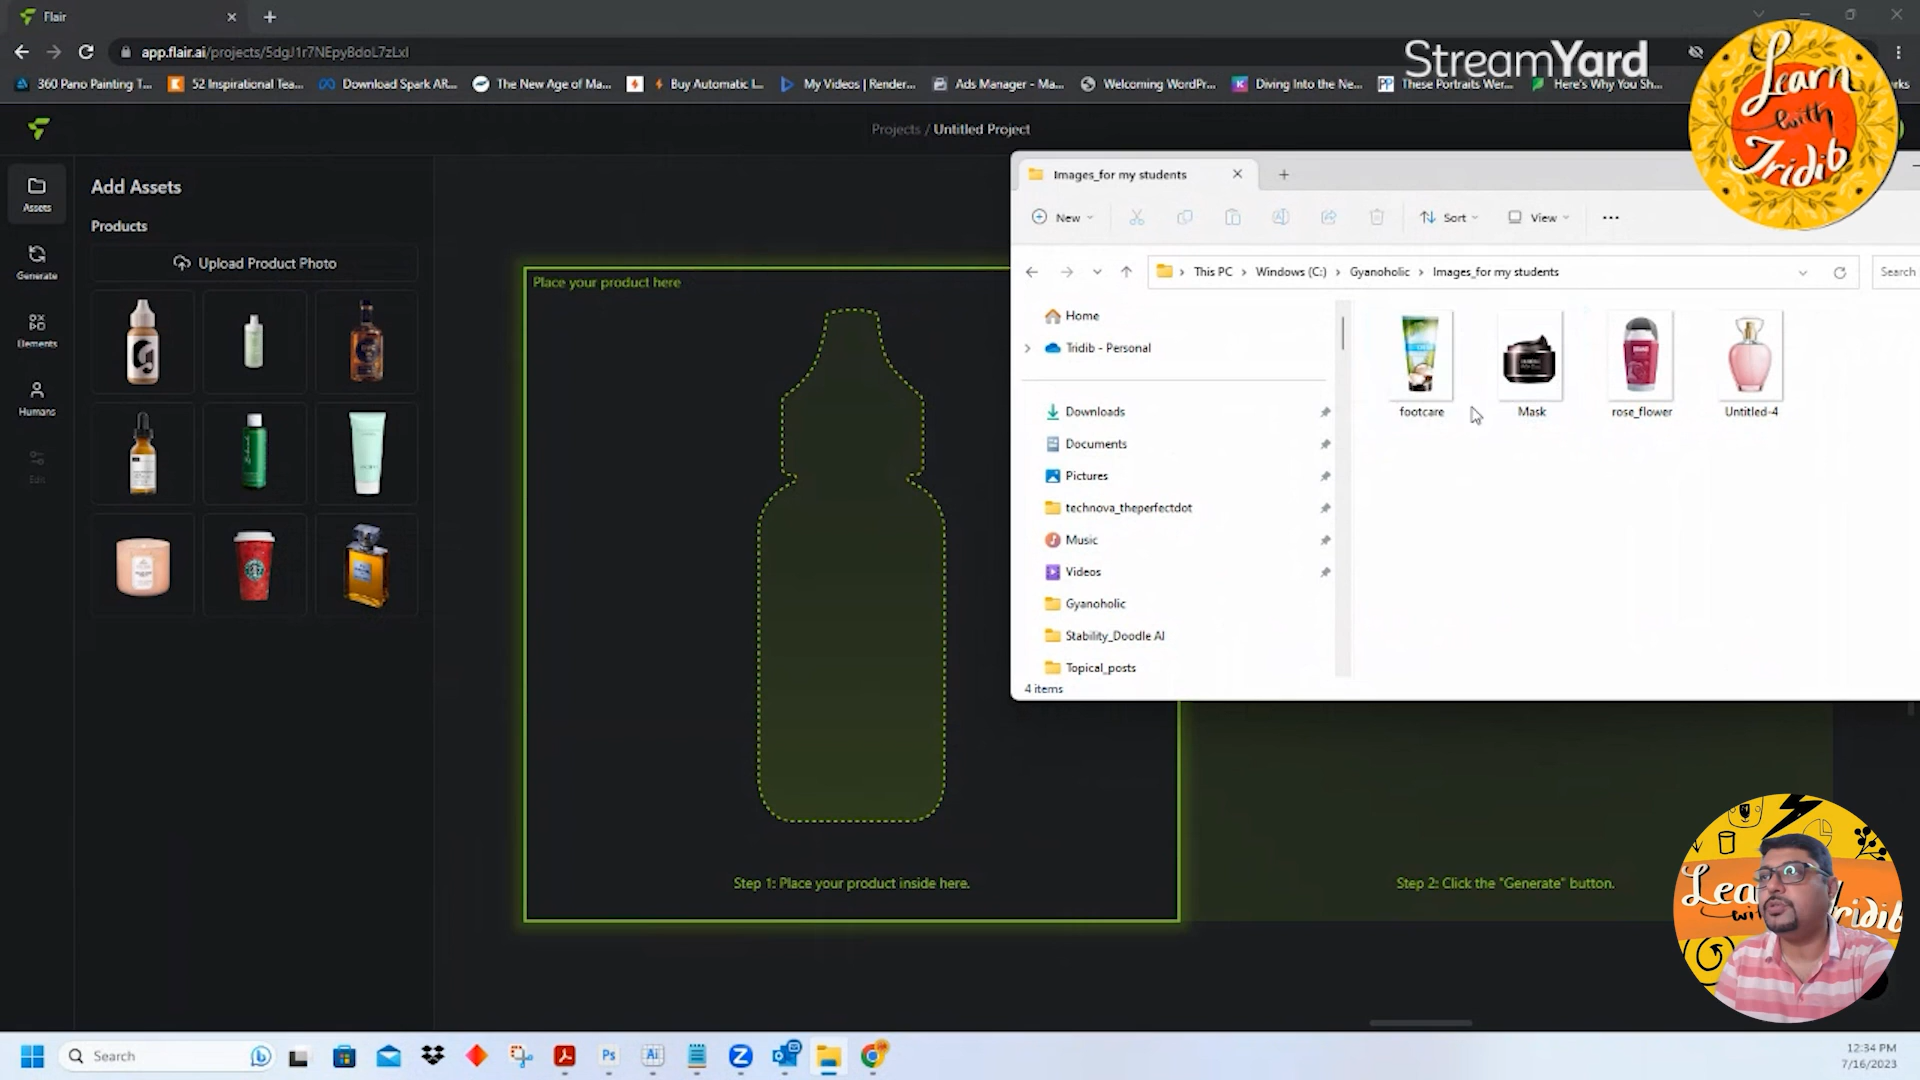 Flair
app.flair.ai/projects/5dgJ1r7NEpyBdoL7zLxI
StreamYard
Learn
with
Tridib
360 Pano Painting T...
52 Inspirational Tea...
Download Spark AR...
The New Age of Ma...
Buy Automatic L...
My Videos | Render...
Ads Manager - Ma...
Welcoming WordPr...
Diving Into the Ne...
These Portraits Wer...
Here's Why You Sh...
Projects / Untitled Project
Assets
Generate
Elements
Humans
Edit
Add Assets
Products
Upload Product Photo
Place your product here
Step 1: Place your product inside here.
Step 2: Click the "Generate" button.
Images_for my students
New
Sort
View
This PC > Windows (C:) > Gyanoholic > Images_for my students
Search
Home
Tridib - Personal
Downloads
Documents
Pictures
technova_theperfectdot
Music
Videos
Gyanoholic
Stability_Doodle AI
Topical_posts
4 items
footcare
Mask
rose_flower
Untitled-4
Search
Ps
Ai
12:34 PM
7/16/2023